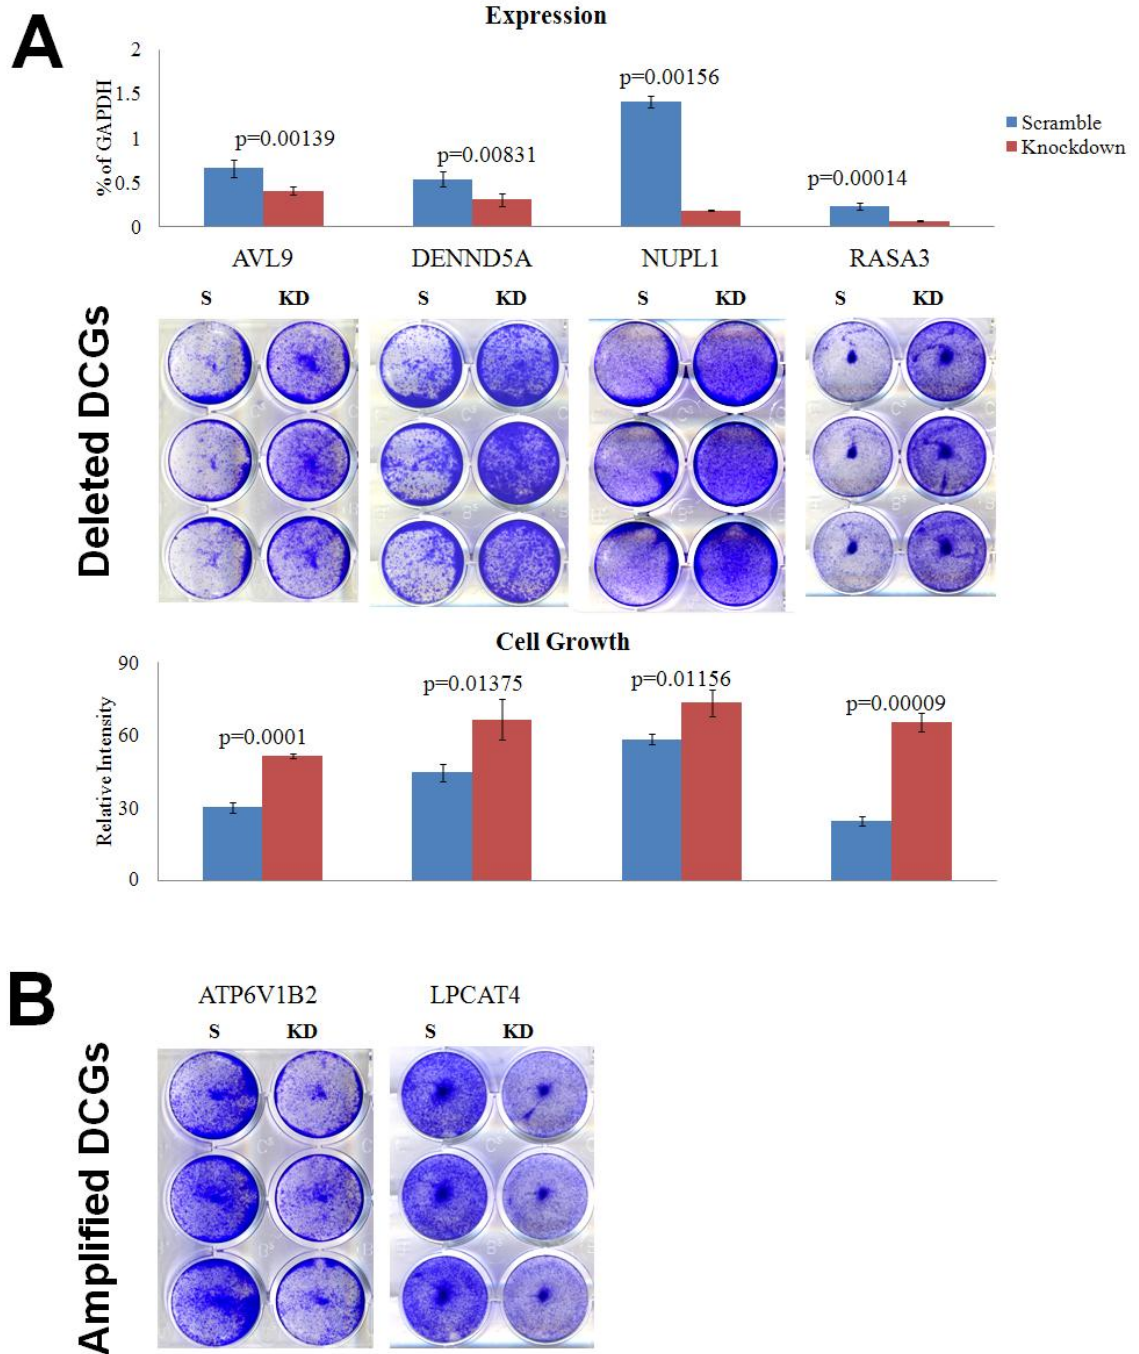 A
Expression
% of GAPDH
2
1.5
1
0.5
0
p=0.00139
p=0.00831
p=0.00156
p=0.00014
Scramble
Knockdown
AVL9 DENND5A NUPL1 RASA3
S KD S KD S KD S KD
Deleted DCGs
Cell Growth
Relative Intensity
90
60
30
0
p=0.0001
p=0.01375
p=0.01156
p=0.00009
B
ATP6V1B2 LPCAT4
S KD S KD
Amplified DCGs